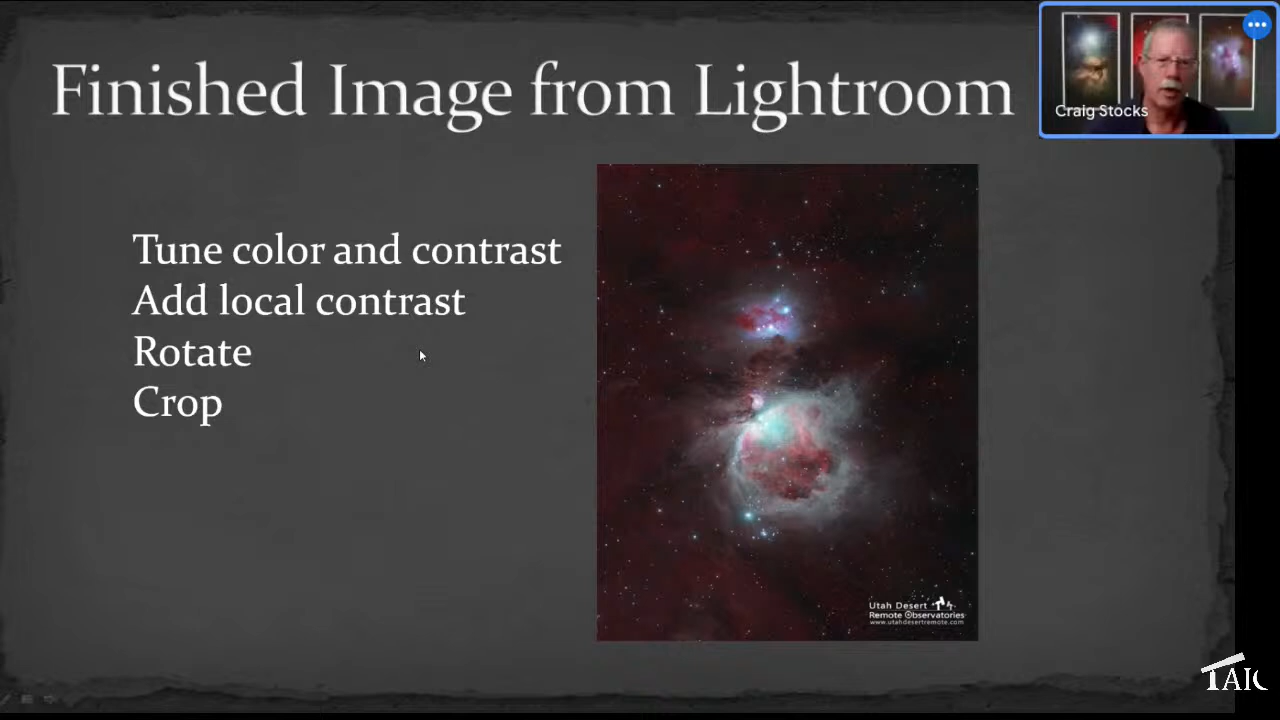 Finished Image from Lightroom
Craig Stocks
Tune color and contrast
Add local contrast
Rotate
Crop
Utah Desert
Remote Observatories
www.utahdesertremote.com
TAIC